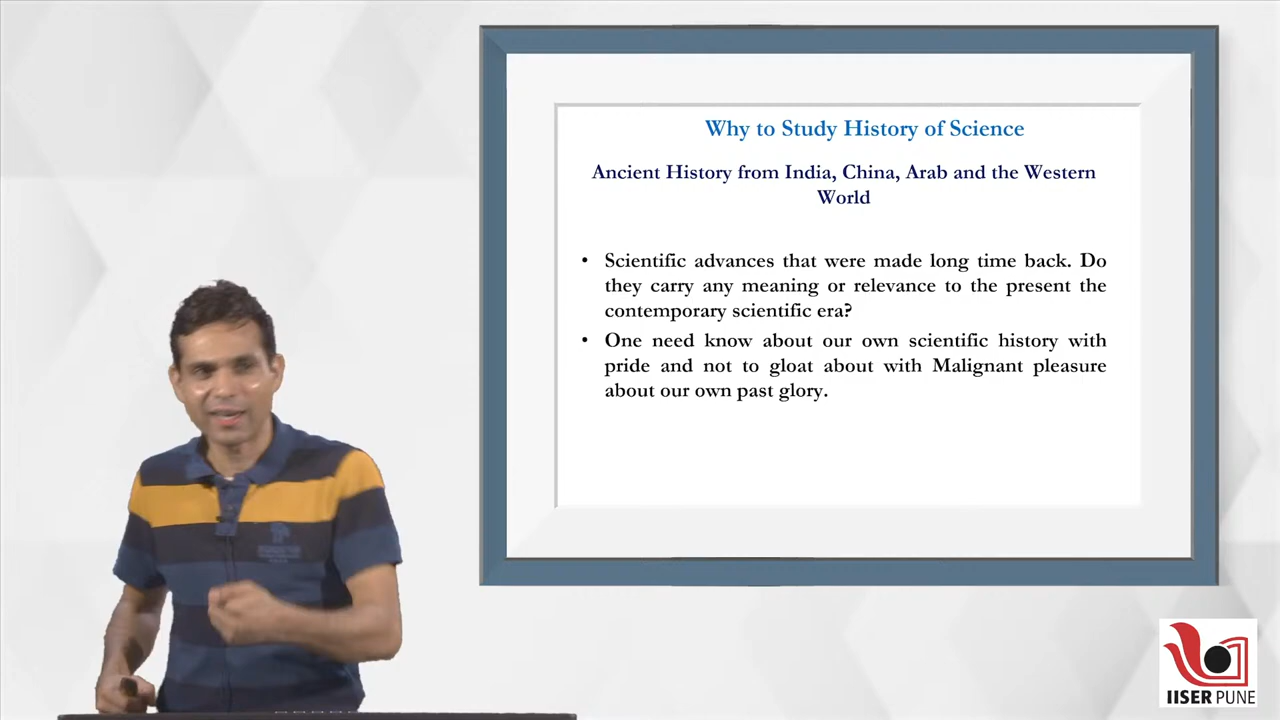 Why to Study History of Science
Ancient History from India, China, Arab and the Western
World
• Scientific advances that were made long time back. Do
they carry any meaning or relevance to the present the
contemporary scientific era?
• One need know about our own scientific history with
pride and not to gloat about with Malignant pleasure
about our own past glory.
IISER PUNE